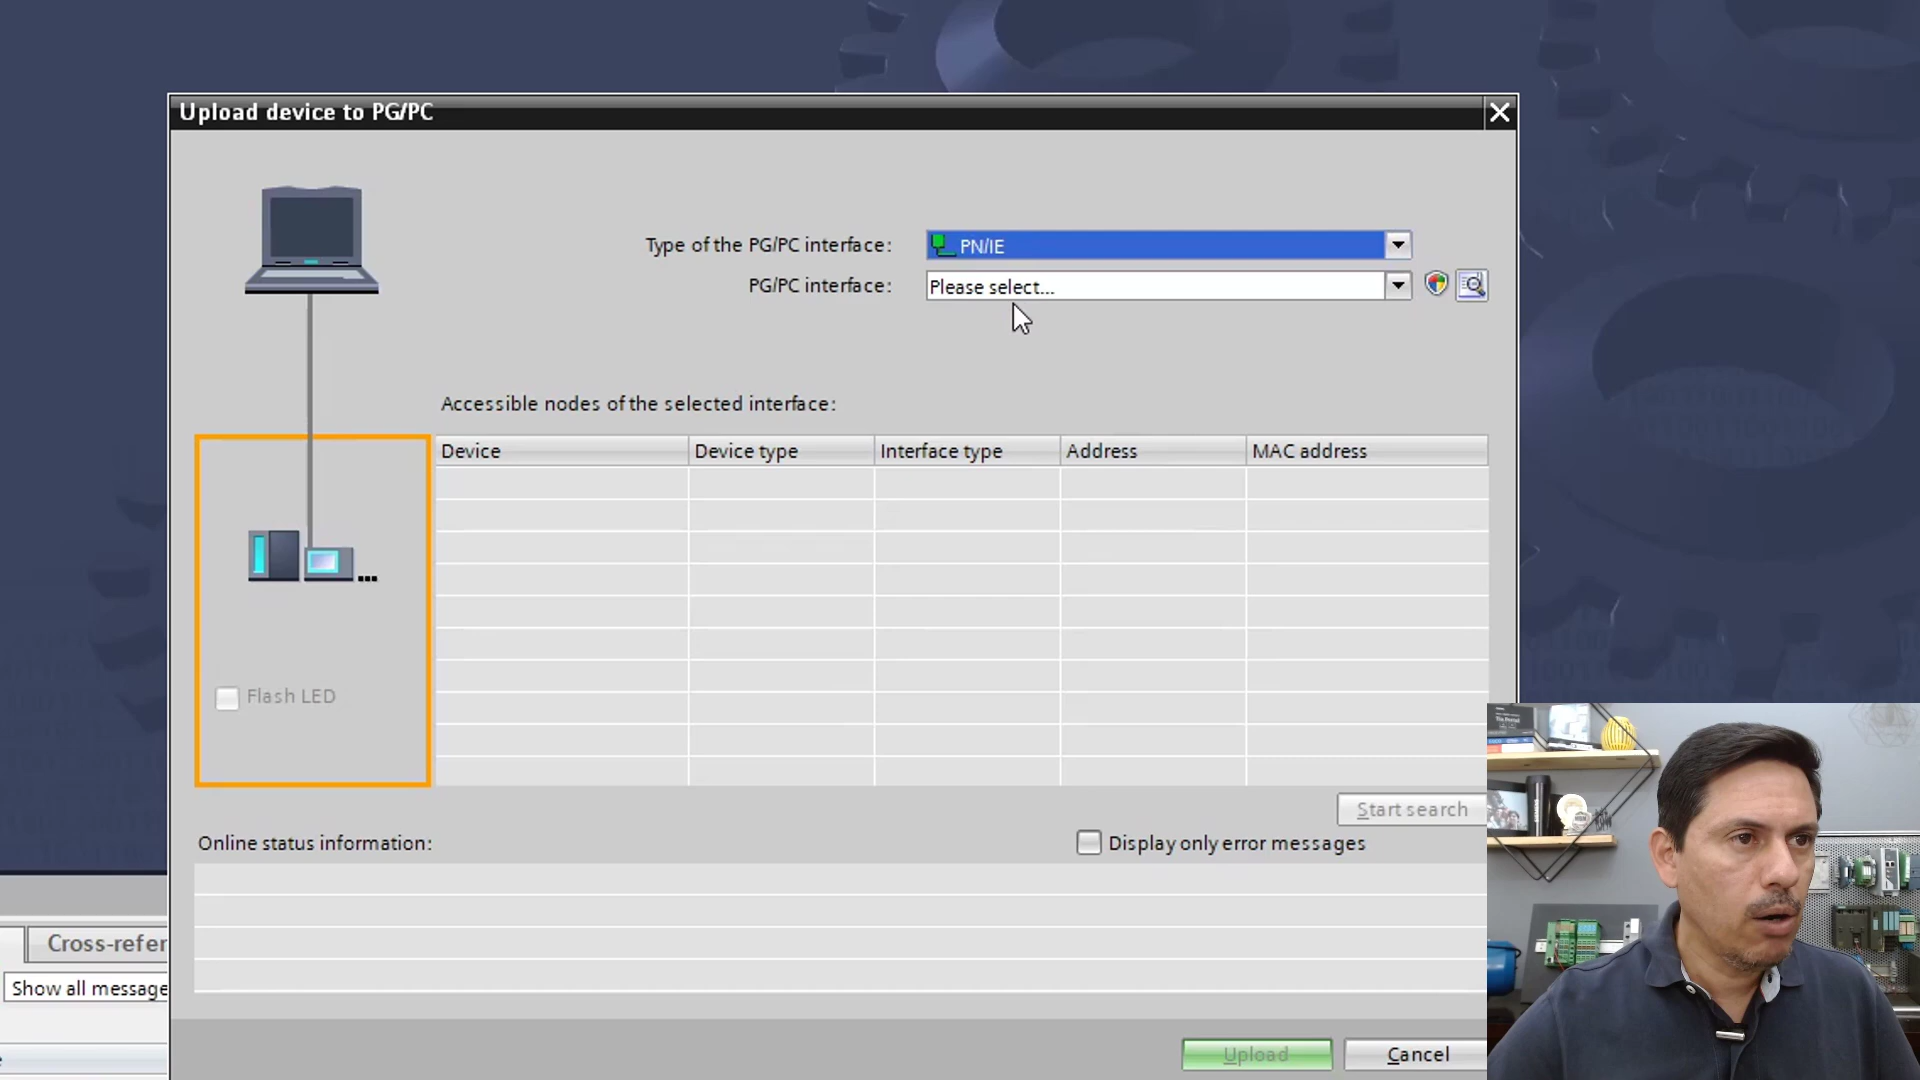 Upload device to PG/PC
Type of the PG/PC interface:
PN/IE
PG/PC interface:
Please select...
Accessible nodes of the selected interface:
Device
Device type
Interface type
Address
MAC address
Flash LED
Start search
Online status information:
Display only error messages
Cross-refer
Show all message
Upload
Cancel